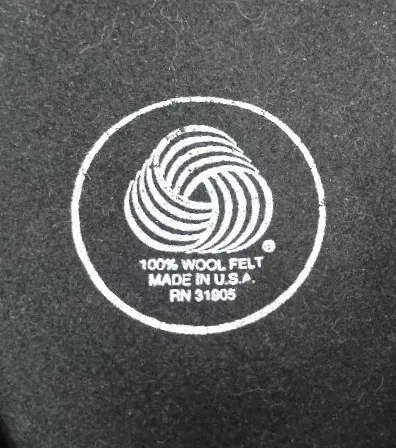 ®
100% WOOL FELT
MADE IN U.S.A.
RN 31905